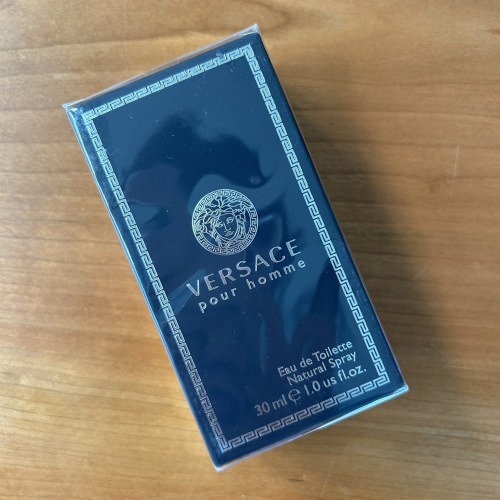 VERSACE
pour homme
Eau de Toilette
Natural Spray
30 ml ℮ 1.0 us fl.oz.